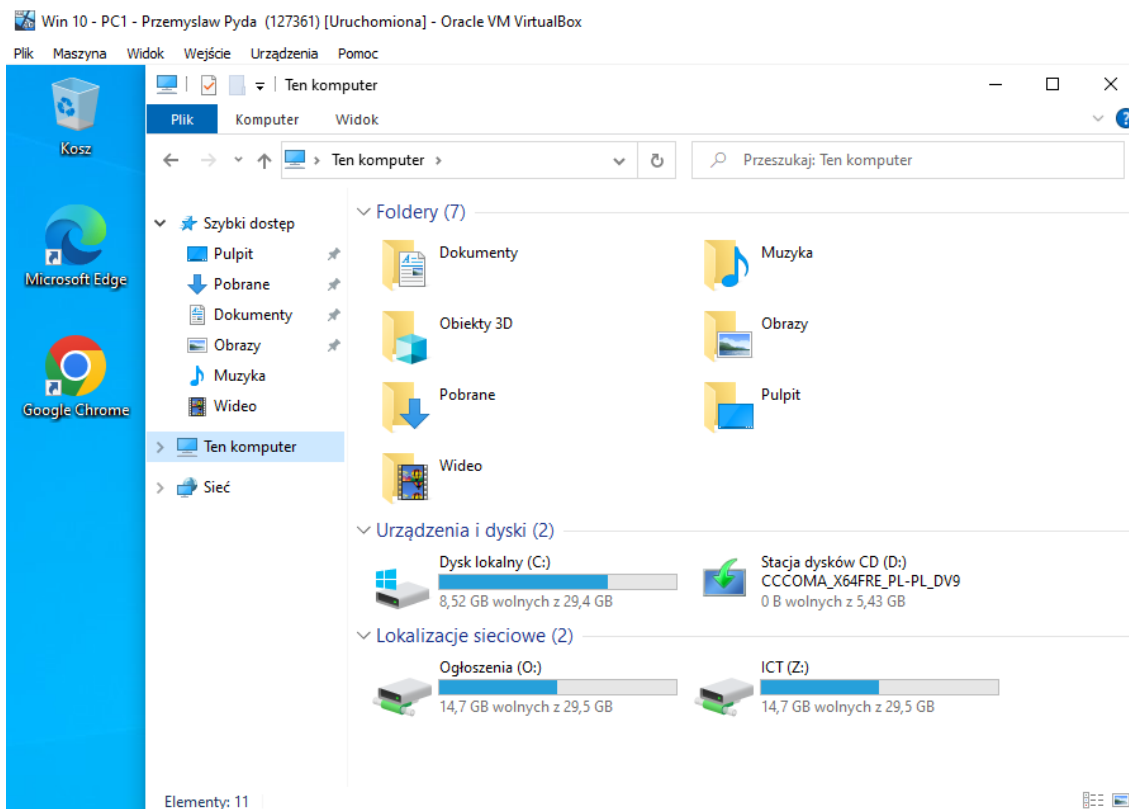 Win 10 - PC1 - Przemyslaw Pyda (127361) [Uruchomiona] - Oracle VM VirtualBox
Plik Maszyna Widok Wejście Urządzenia Pomoc
Kosz
Microsoft Edge
Google Chrome
Ten komputer
Plik Komputer Widok
?
Ten komputer
Przeszukaj: Ten komputer
Szybki dostęp
Pulpit
Pobrane
Dokumenty
Obrazy
Muzyka
Wideo
Ten komputer
Sieć
Foldery (7)
Dokumenty
Muzyka
Obiekty 3D
Obrazy
Pobrane
Pulpit
Wideo
Urządzenia i dyski (2)
Dysk lokalny (C:)
8,52 GB wolnych z 29,4 GB
Stacja dysków CD (D:)
CCCOMA_X64FRE_PL-PL_DV9
0 B wolnych z 5,43 GB
Lokalizacje sieciowe (2)
Ogłoszenia (O:)
14,7 GB wolnych z 29,5 GB
ICT (Z:)
14,7 GB wolnych z 29,5 GB
Elementy: 11